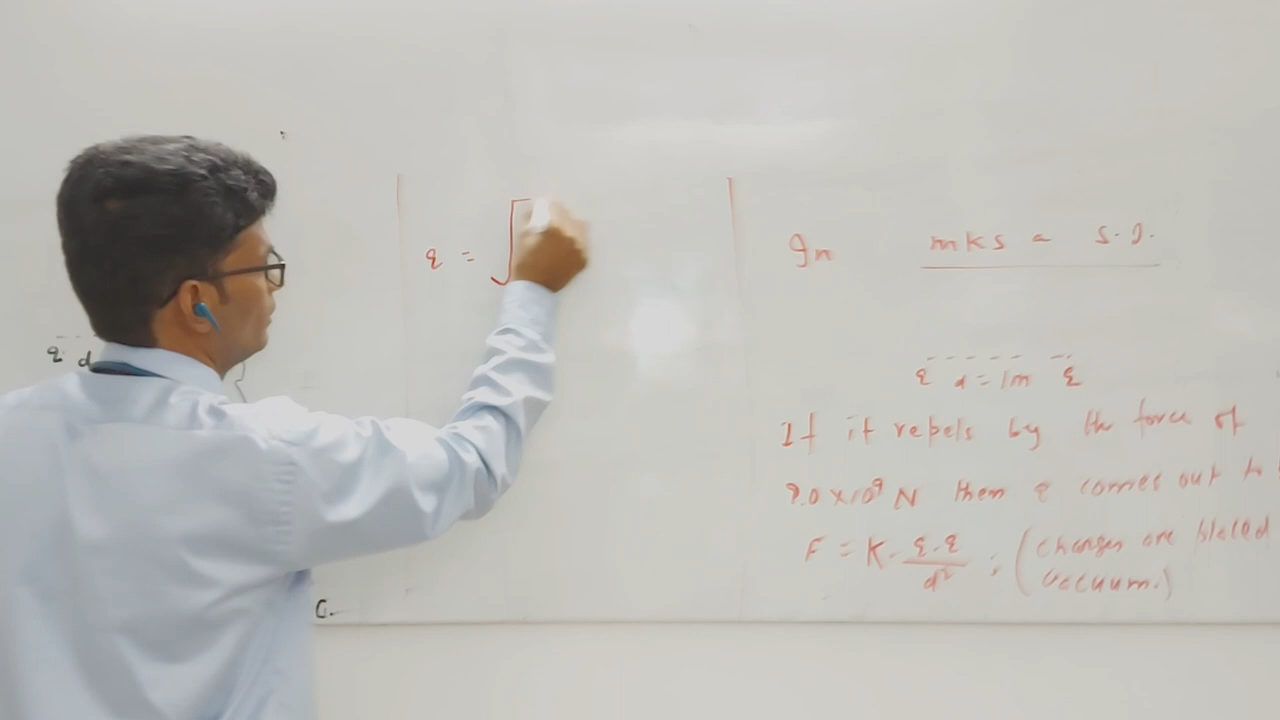 q d
C.
q = √
In mks a S.I.
q d = 1m q
If it repels by the force of
9.0 × 10⁹ N then q comes out to
F = K · q·q / d² , (charges are placed
vacuum.)